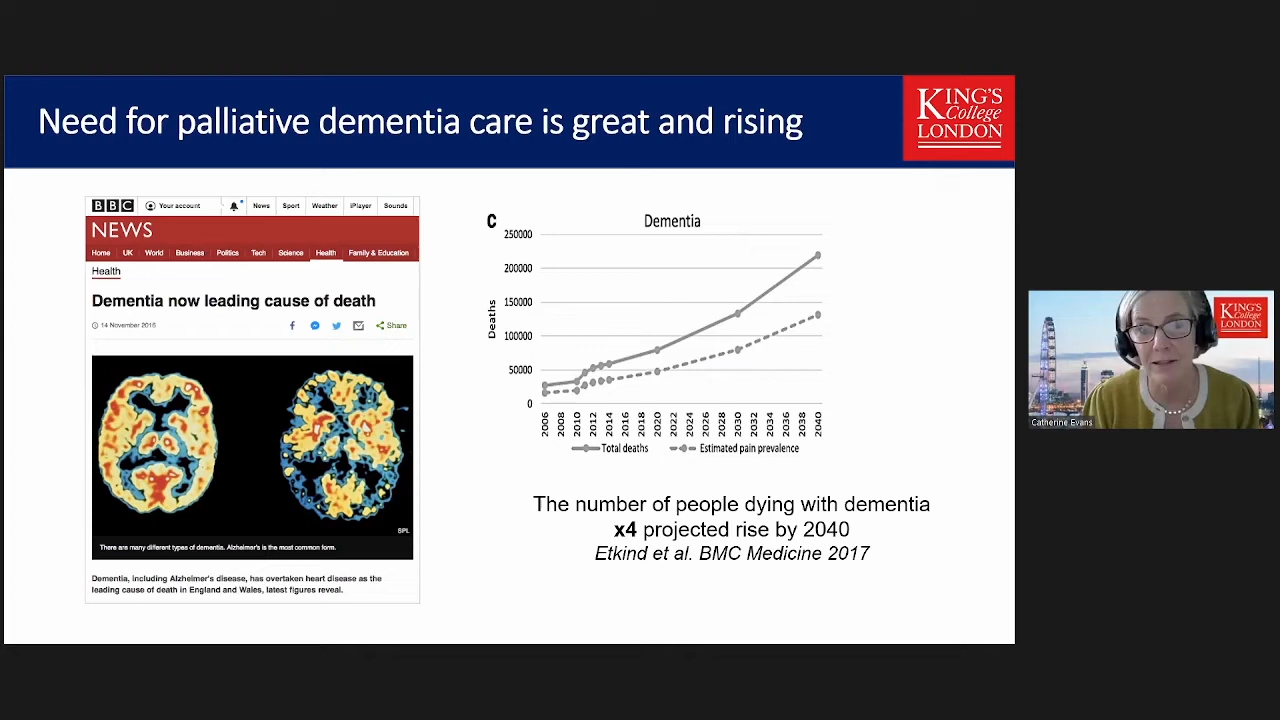 Need for palliative dementia care is great and rising
KING'S
College
LONDON
BBC Your account News Sport Weather iPlayer Sounds
NEWS
Home UK World Business Politics Tech Science Health Family & Education
Health
Dementia now leading cause of death
14 November 2016 Share
SPL
There are many different types of dementia. Alzheimer's is the most common form.
Dementia, including Alzheimer's disease, has overtaken heart disease as the
leading cause of death in England and Wales, latest figures reveal.
C Dementia
250000
200000
150000
100000
50000
0
Deaths
2006 2008 2010 2012 2014 2016 2018 2020 2022 2024 2026 2028 2030 2032 2034 2036 2038 2040
Total deaths Estimated pain prevalence
The number of people dying with dementia
x4 projected rise by 2040
Etkind et al. BMC Medicine 2017
KING'S
College
LONDON
Catherine Evans